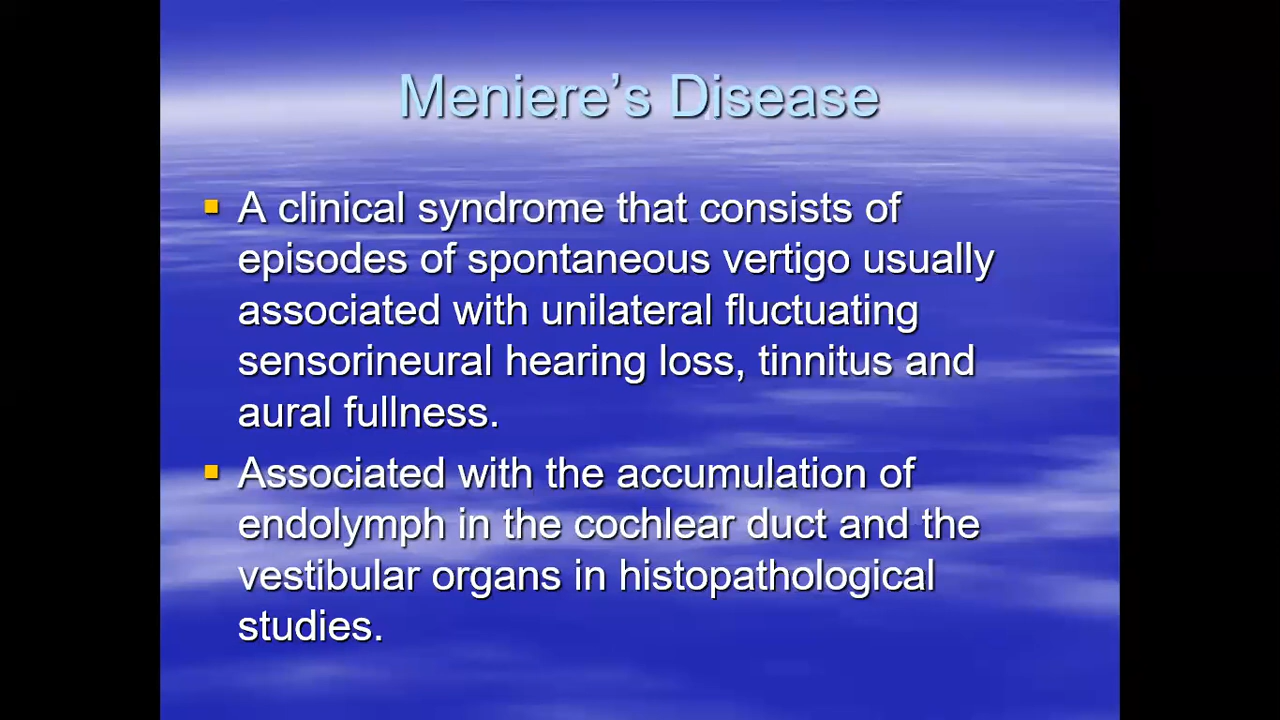 Meniere's Disease
A clinical syndrome that consists of
episodes of spontaneous vertigo usually
associated with unilateral fluctuating
sensorineural hearing loss, tinnitus and
aural fullness.
Associated with the accumulation of
endolymph in the cochlear duct and the
vestibular organs in histopathological
studies.